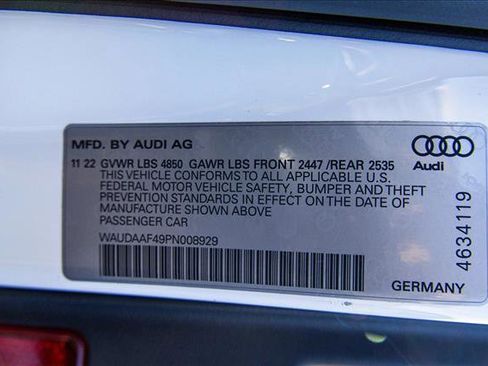 MFD. BY AUDI AG
11 22 GVWR LBS 4850 GAWR LBS FRONT 2447 /REAR 2535
THIS VEHICLE CONFORMS TO ALL APPLICABLE U.S.
FEDERAL MOTOR VEHICLE SAFETY, BUMPER AND THEFT
PREVENTION STANDARDS IN EFFECT ON THE DATE OF
MANUFACTURE SHOWN ABOVE
PASSENGER CAR
WAUDAAF49PN008929
Audi
4634119
GERMANY